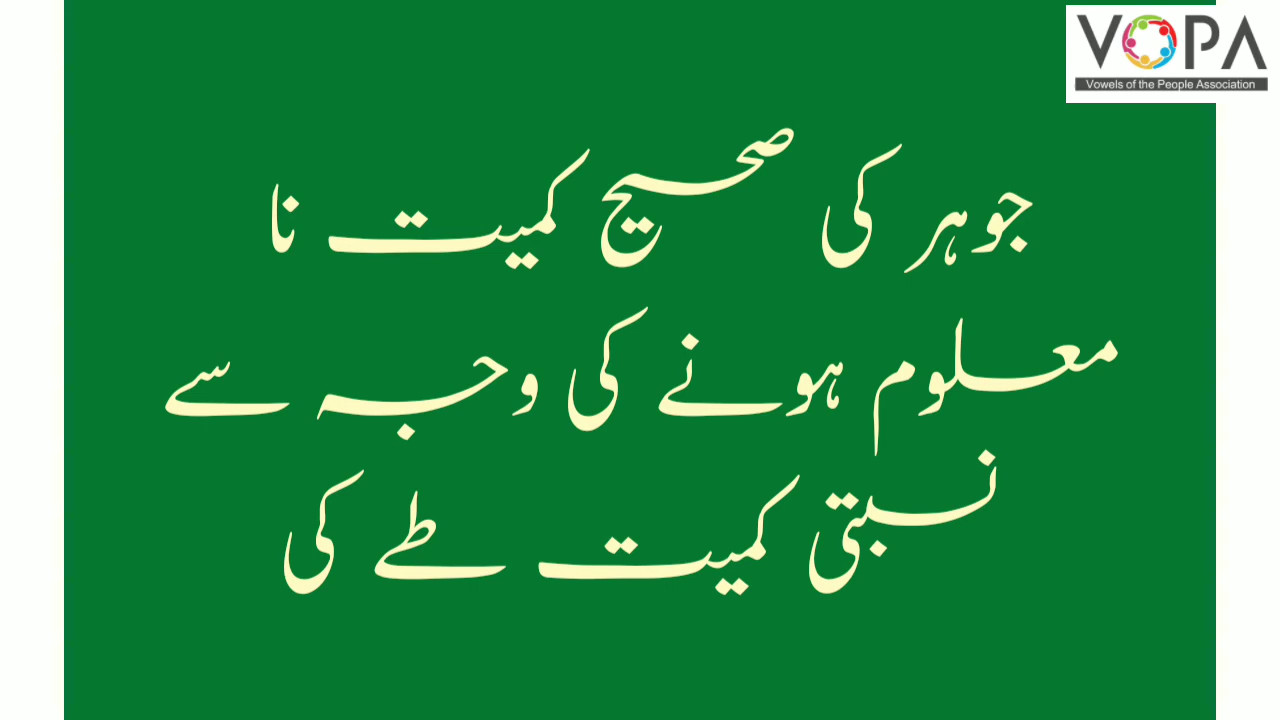 VOPA
Vowels of the People Association
جوہر کی صحیح کمیت نا
معلوم ہونے کی وجہ سے
نسبتی کمیت طے کی